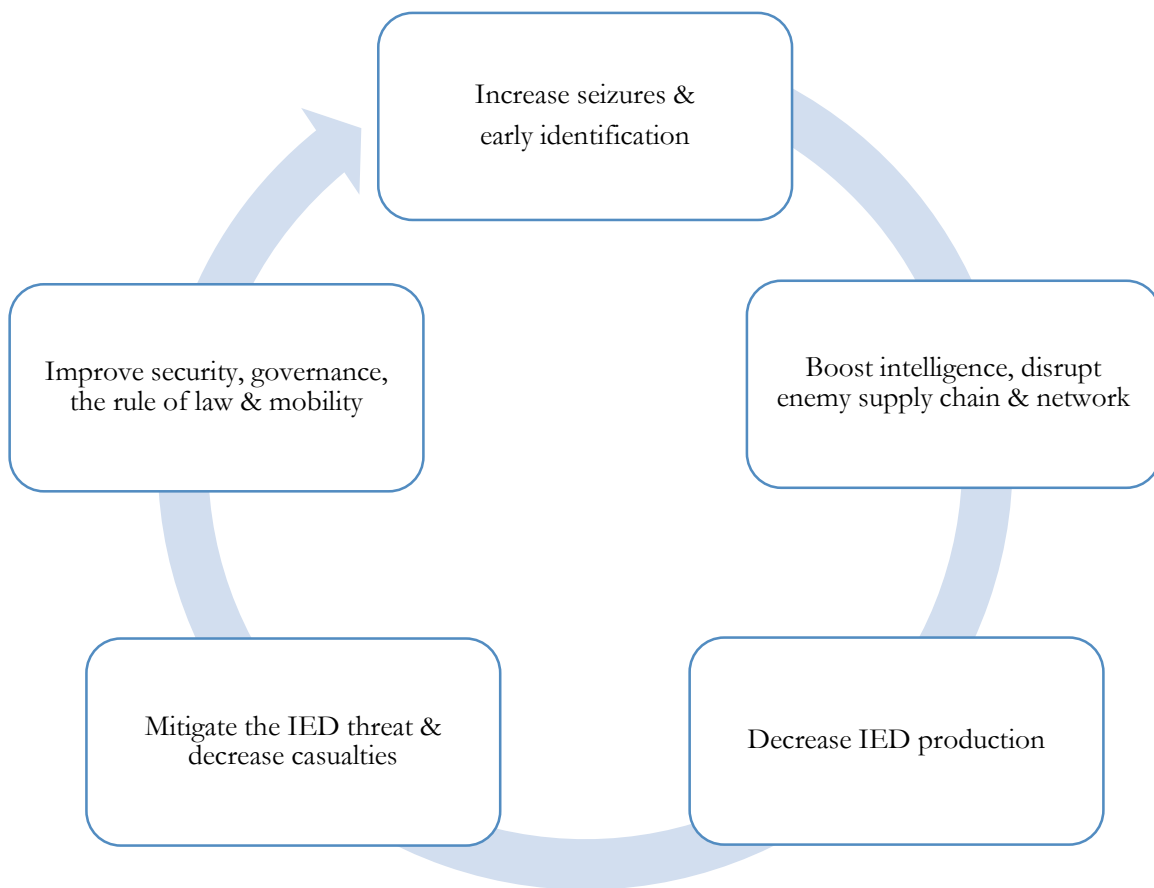 Increase seizures &
early identification
Boost intelligence, disrupt
enemy supply chain & network
Decrease IED production
Mitigate the IED threat &
decrease casualties
Improve security, governance,
the rule of law & mobility